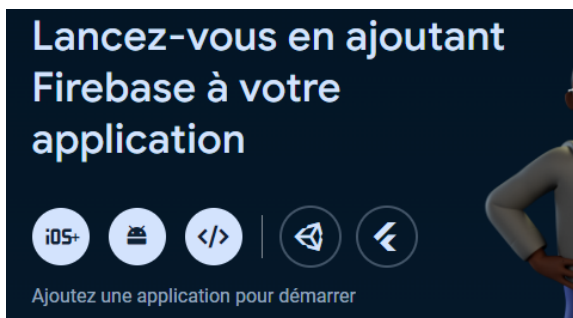 Lancez-vous en ajoutant
Firebase à votre
application
iOS+
</>
Ajoutez une application pour démarrer